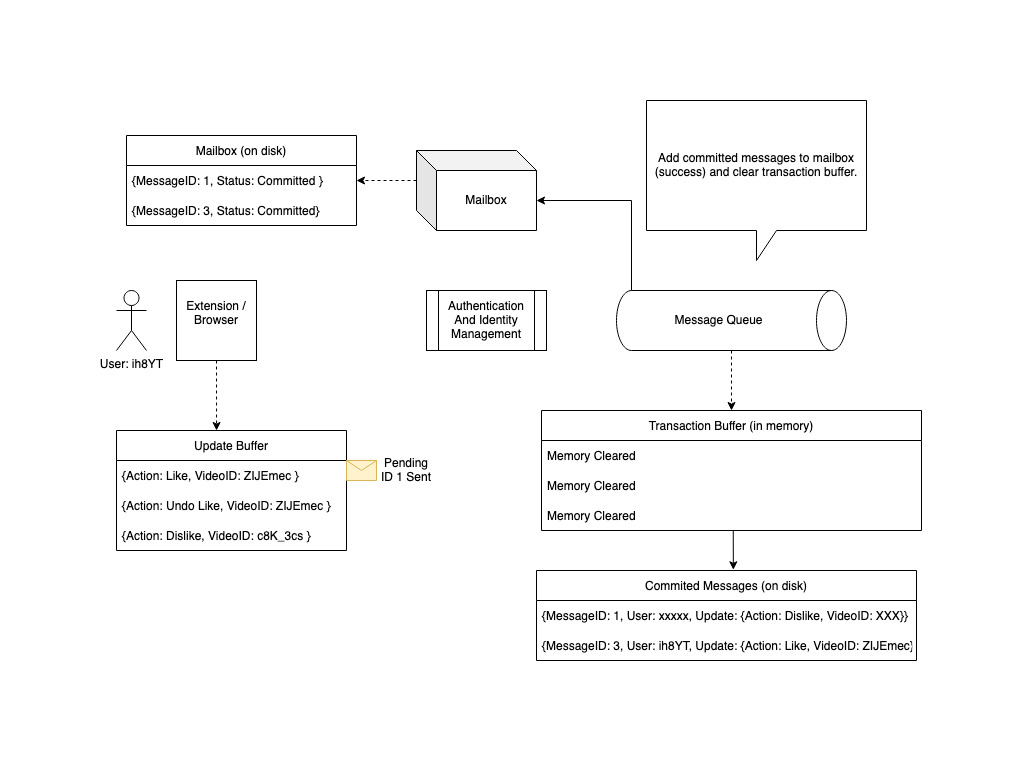 Mailbox (on disk)
{MessageID: 1, Status: Committed }
{MessageID: 3, Status: Committed}
Mailbox
Add committed messages to mailbox
(success) and clear transaction buffer.
User: ih8YT
Extension /
Browser
Authentication
And Identity
Management
Message Queue
Update Buffer
{Action: Like, VideoID: ZIJEmec }
{Action: Undo Like, VideoID: ZIJEmec }
{Action: Dislike, VideoID: c8K_3cs }
Pending
ID 1 Sent
Transaction Buffer (in memory)
Memory Cleared
Memory Cleared
Memory Cleared
Commited Messages (on disk)
{MessageID: 1, User: xxxxx, Update: {Action: Dislike, VideoID: XXX}}
{MessageID: 3, User: ih8YT, Update: {Action: Like, VideoID: ZIJEmec}